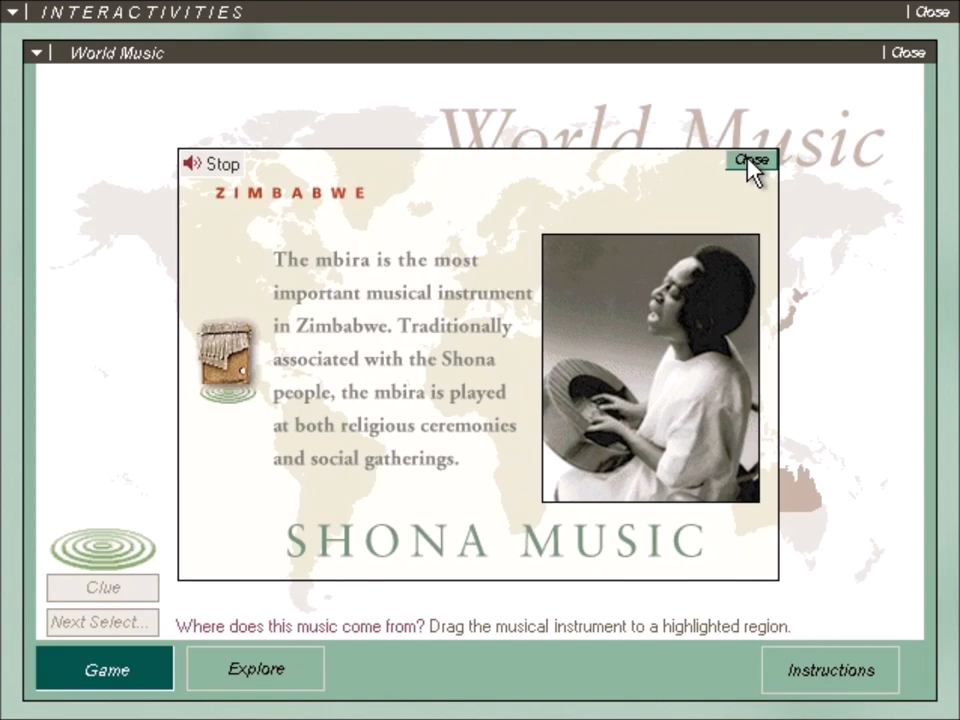 INTERACTIVITIES
Close
World Music
Close
World Music
Stop
Close
ZIMBABWE
The mbira is the most
important musical instrument
in Zimbabwe. Traditionally
associated with the Shona
people, the mbira is played
at both religious ceremonies
and social gatherings.
SHONA MUSIC
Clue
Next Select...
Where does this music come from? Drag the musical instrument to a highlighted region.
Game
Explore
Instructions